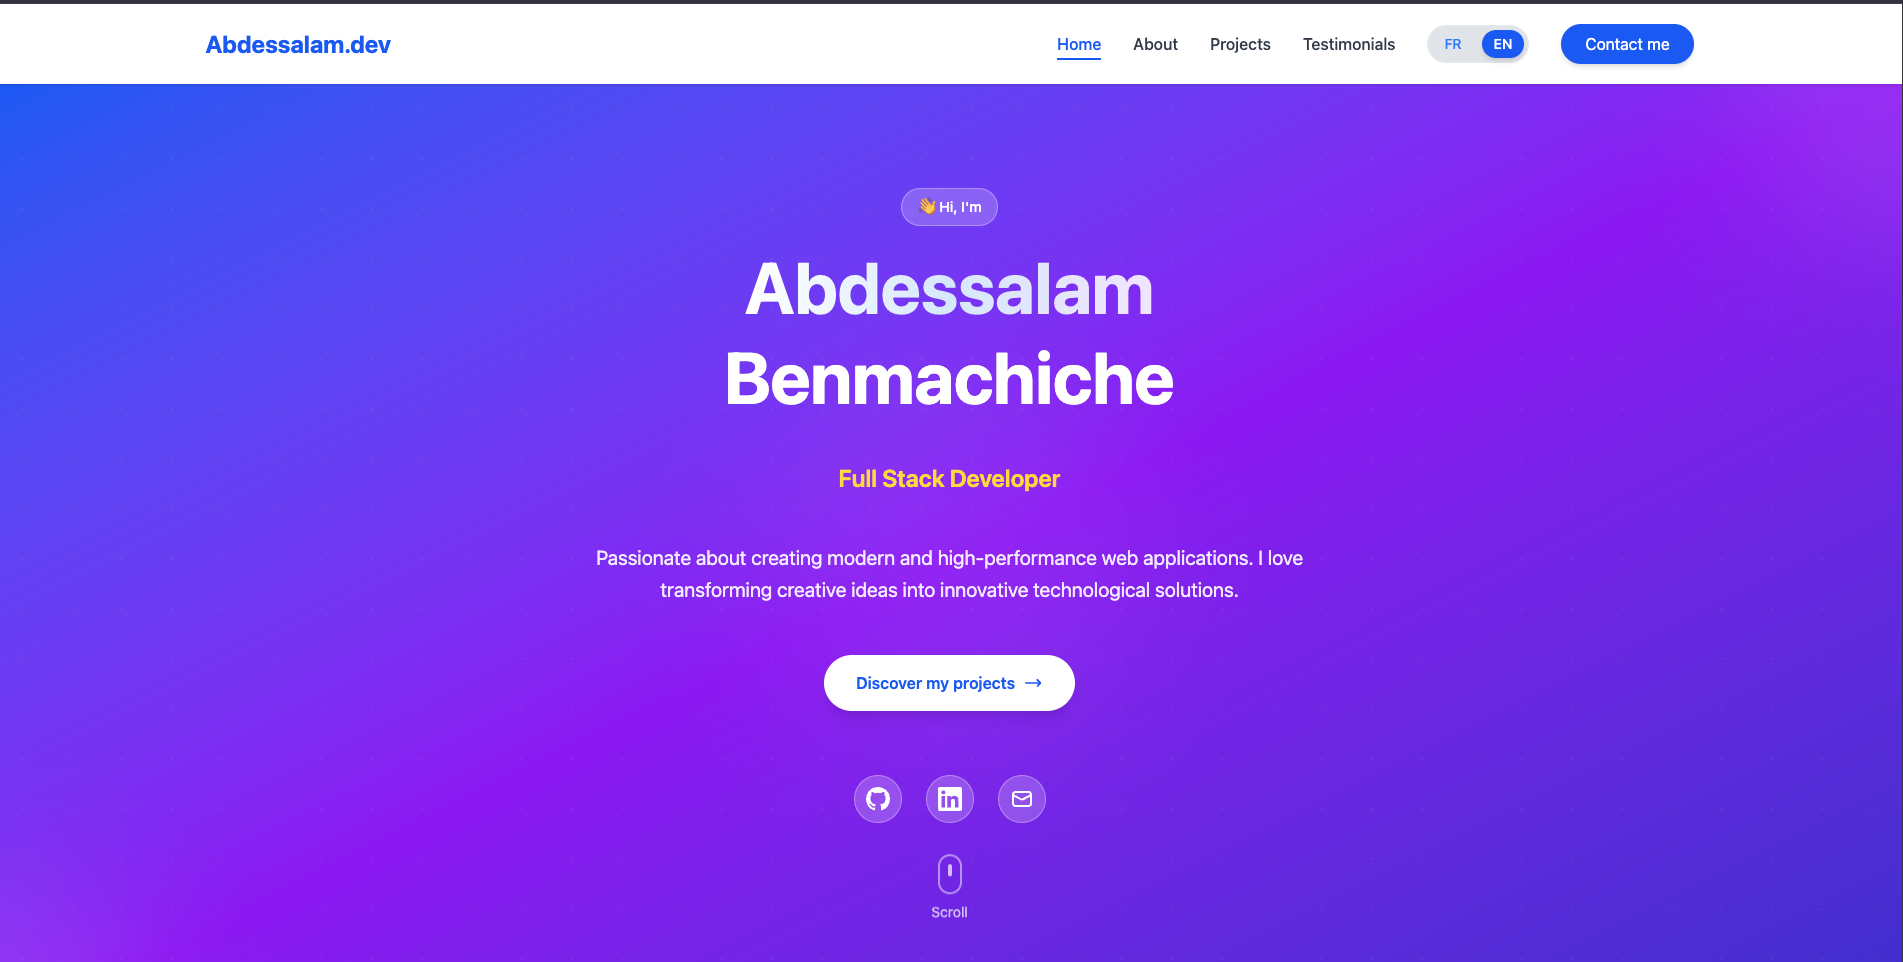 Abdessalam.dev
Home About Projects Testimonials FR EN Contact me
👋 Hi, I'm
Abdessalam
Benmachiche
Full Stack Developer
Passionate about creating modern and high-performance web applications. I love
transforming creative ideas into innovative technological solutions.
Discover my projects →
in
Scroll